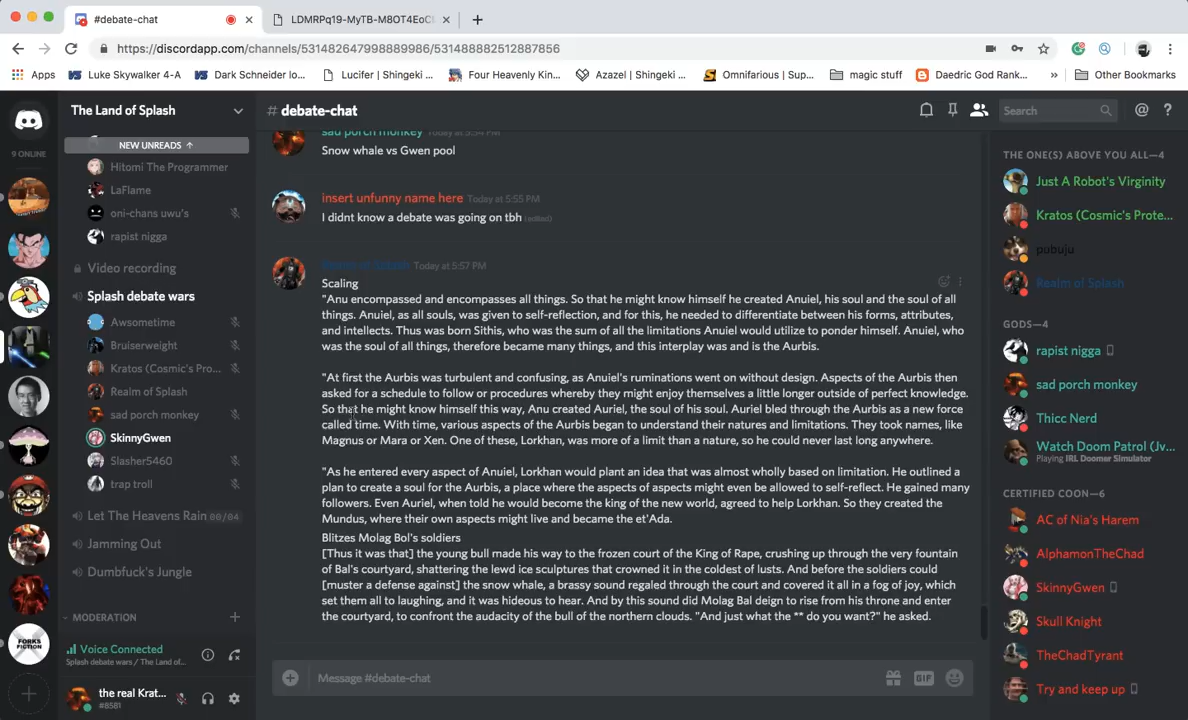 #debate-chat
LDMRPq19-MyTB-M8OT4EoC
https://discordapp.com/channels/531482647998889986/531488882512887856
Apps
Luke Skywalker 4-A
Dark Schneider lo...
Lucifer | Shingeki ...
Four Heavenly Kin...
Azazel | Shingeki ...
Omnifarious | Sup...
magic stuff
Daedric God Rank...
»
Other Bookmarks
9 ONLINE
The Land of Splash
NEW UNREADS ↑
Hitomi The Programmer
LaFlame
oni-chans uwu's
rapist nigga
Video recording
Splash debate wars
Awsometime
Bruiserweight
Kratos (Cosmic's Pro...
Realm of Splash
sad porch monkey
SkinnyGwen
Slasher5460
trap troll
Let The Heavens Rain 00/04
Jamming Out
Dumbfuck's Jungle
MODERATION
Voice Connected
Splash debate wars / The Land of...
the real Krat...
#8581
# debate-chat
Search
sad porch monkey Today at 5:54 PM
Snow whale vs Gwen pool
Insert unfunny name here Today at 5:55 PM
I didnt know a debate was going on tbh (edited)
Realm of Splash Today at 5:57 PM
Scaling
"Anu encompassed and encompasses all things. So that he might know himself he created Anuiel, his soul and the soul of all
things. Anuiel, as all souls, was given to self-reflection, and for this, he needed to differentiate between his forms, attributes,
and intellects. Thus was born Sithis, who was the sum of all the limitations Anuiel would utilize to ponder himself. Anuiel, who
was the soul of all things, therefore became many things, and this interplay was and is the Aurbis.
"At first the Aurbis was turbulent and confusing, as Anuiel's ruminations went on without design. Aspects of the Aurbis then
asked for a schedule to follow or procedures whereby they might enjoy themselves a little longer outside of perfect knowledge.
So that he might know himself this way, Anu created Auriel, the soul of his soul. Auriel bled through the Aurbis as a new force
called time. With time, various aspects of the Aurbis began to understand their natures and limitations. They took names, like
Magnus or Mara or Xen. One of these, Lorkhan, was more of a limit than a nature, so he could never last long anywhere.
"As he entered every aspect of Anuiel, Lorkhan would plant an idea that was almost wholly based on limitation. He outlined a
plan to create a soul for the Aurbis, a place where the aspects of aspects might even be allowed to self-reflect. He gained many
followers. Even Auriel, when told he would become the king of the new world, agreed to help Lorkhan. So they created the
Mundus, where their own aspects might live and became the et'Ada.
Blitzes Molag Bol's soldiers
[Thus it was that] the young bull made his way to the frozen court of the King of Rape, crushing up through the very fountain
of Bal's courtyard, shattering the lewd ice sculptures that crowned it in the coldest of lusts. And before the soldiers could
[muster a defense against] the snow whale, a brassy sound regaled through the court and covered it all in a fog of joy, which
set them all to laughing, and it was hideous to hear. And by this sound did Molag Bal deign to rise from his throne and enter
the courtyard, to confront the audacity of the bull of the northern clouds. "And just what the ** do you want?" he asked.
Message #debate-chat
GIF
THE ONE(S) ABOVE YOU ALL—4
Just A Robot's Virginity
Kratos (Cosmic's Prote...
pobuju
Realm of Splash
GODS—4
rapist nigga
sad porch monkey
Thicc Nerd
Watch Doom Patrol (Jv...
Playing IRL Doomer Simulator
CERTIFIED COON—6
AC of Nia's Harem
AlphamonTheChad
SkinnyGwen
Skull Knight
TheChadTyrant
Try and keep up
FORKS
FICTION